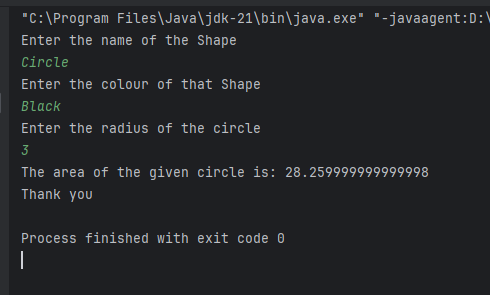 "C:\Program Files\Java\jdk-21\bin\java.exe" "-javaagent:D:\
Enter the name of the Shape
Circle
Enter the colour of that Shape
Black
Enter the radius of the circle
3
The area of the given circle is: 28.259999999999998
Thank you
Process finished with exit code 0